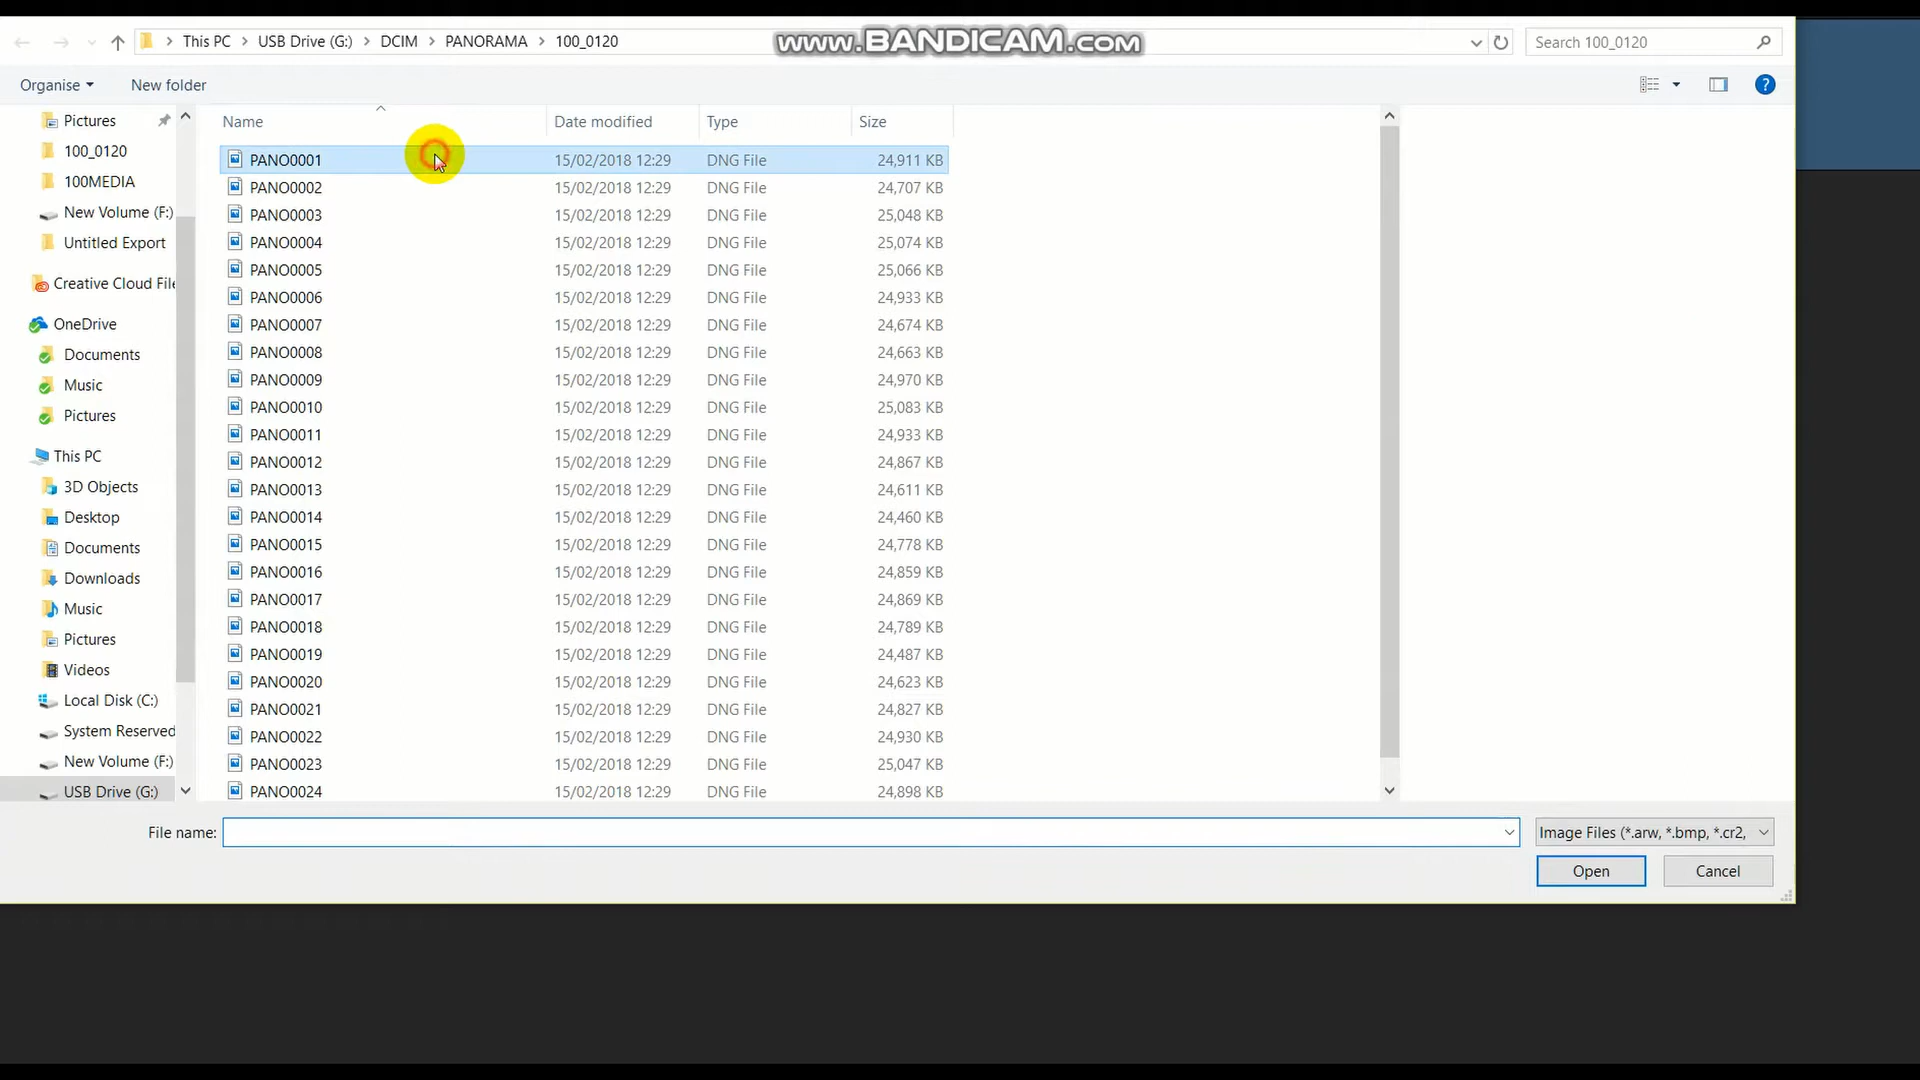 This PC > USB Drive (G:) > DCIM > PANORAMA > 100_0120
www.BANDICAM.com
Search 100_0120
Organise
New folder
?
Name Date modified Type Size
Pictures
100_0120
100MEDIA
New Volume (F:)
Untitled Export
Creative Cloud File
OneDrive
Documents
Music
Pictures
This PC
3D Objects
Desktop
Documents
Downloads
Music
Pictures
Videos
Local Disk (C:)
System Reserved
New Volume (F:)
USB Drive (G:)
PANO0001 15/02/2018 12:29 DNG File 24,911 KB
PANO0002 15/02/2018 12:29 DNG File 24,707 KB
PANO0003 15/02/2018 12:29 DNG File 25,048 KB
PANO0004 15/02/2018 12:29 DNG File 25,074 KB
PANO0005 15/02/2018 12:29 DNG File 25,066 KB
PANO0006 15/02/2018 12:29 DNG File 24,933 KB
PANO0007 15/02/2018 12:29 DNG File 24,674 KB
PANO0008 15/02/2018 12:29 DNG File 24,663 KB
PANO0009 15/02/2018 12:29 DNG File 24,970 KB
PANO0010 15/02/2018 12:29 DNG File 25,083 KB
PANO0011 15/02/2018 12:29 DNG File 24,933 KB
PANO0012 15/02/2018 12:29 DNG File 24,867 KB
PANO0013 15/02/2018 12:29 DNG File 24,611 KB
PANO0014 15/02/2018 12:29 DNG File 24,460 KB
PANO0015 15/02/2018 12:29 DNG File 24,778 KB
PANO0016 15/02/2018 12:29 DNG File 24,859 KB
PANO0017 15/02/2018 12:29 DNG File 24,869 KB
PANO0018 15/02/2018 12:29 DNG File 24,789 KB
PANO0019 15/02/2018 12:29 DNG File 24,487 KB
PANO0020 15/02/2018 12:29 DNG File 24,623 KB
PANO0021 15/02/2018 12:29 DNG File 24,827 KB
PANO0022 15/02/2018 12:29 DNG File 24,930 KB
PANO0023 15/02/2018 12:29 DNG File 25,047 KB
PANO0024 15/02/2018 12:29 DNG File 24,898 KB
File name:
Image Files (*.arw, *.bmp, *.cr2,
Open
Cancel